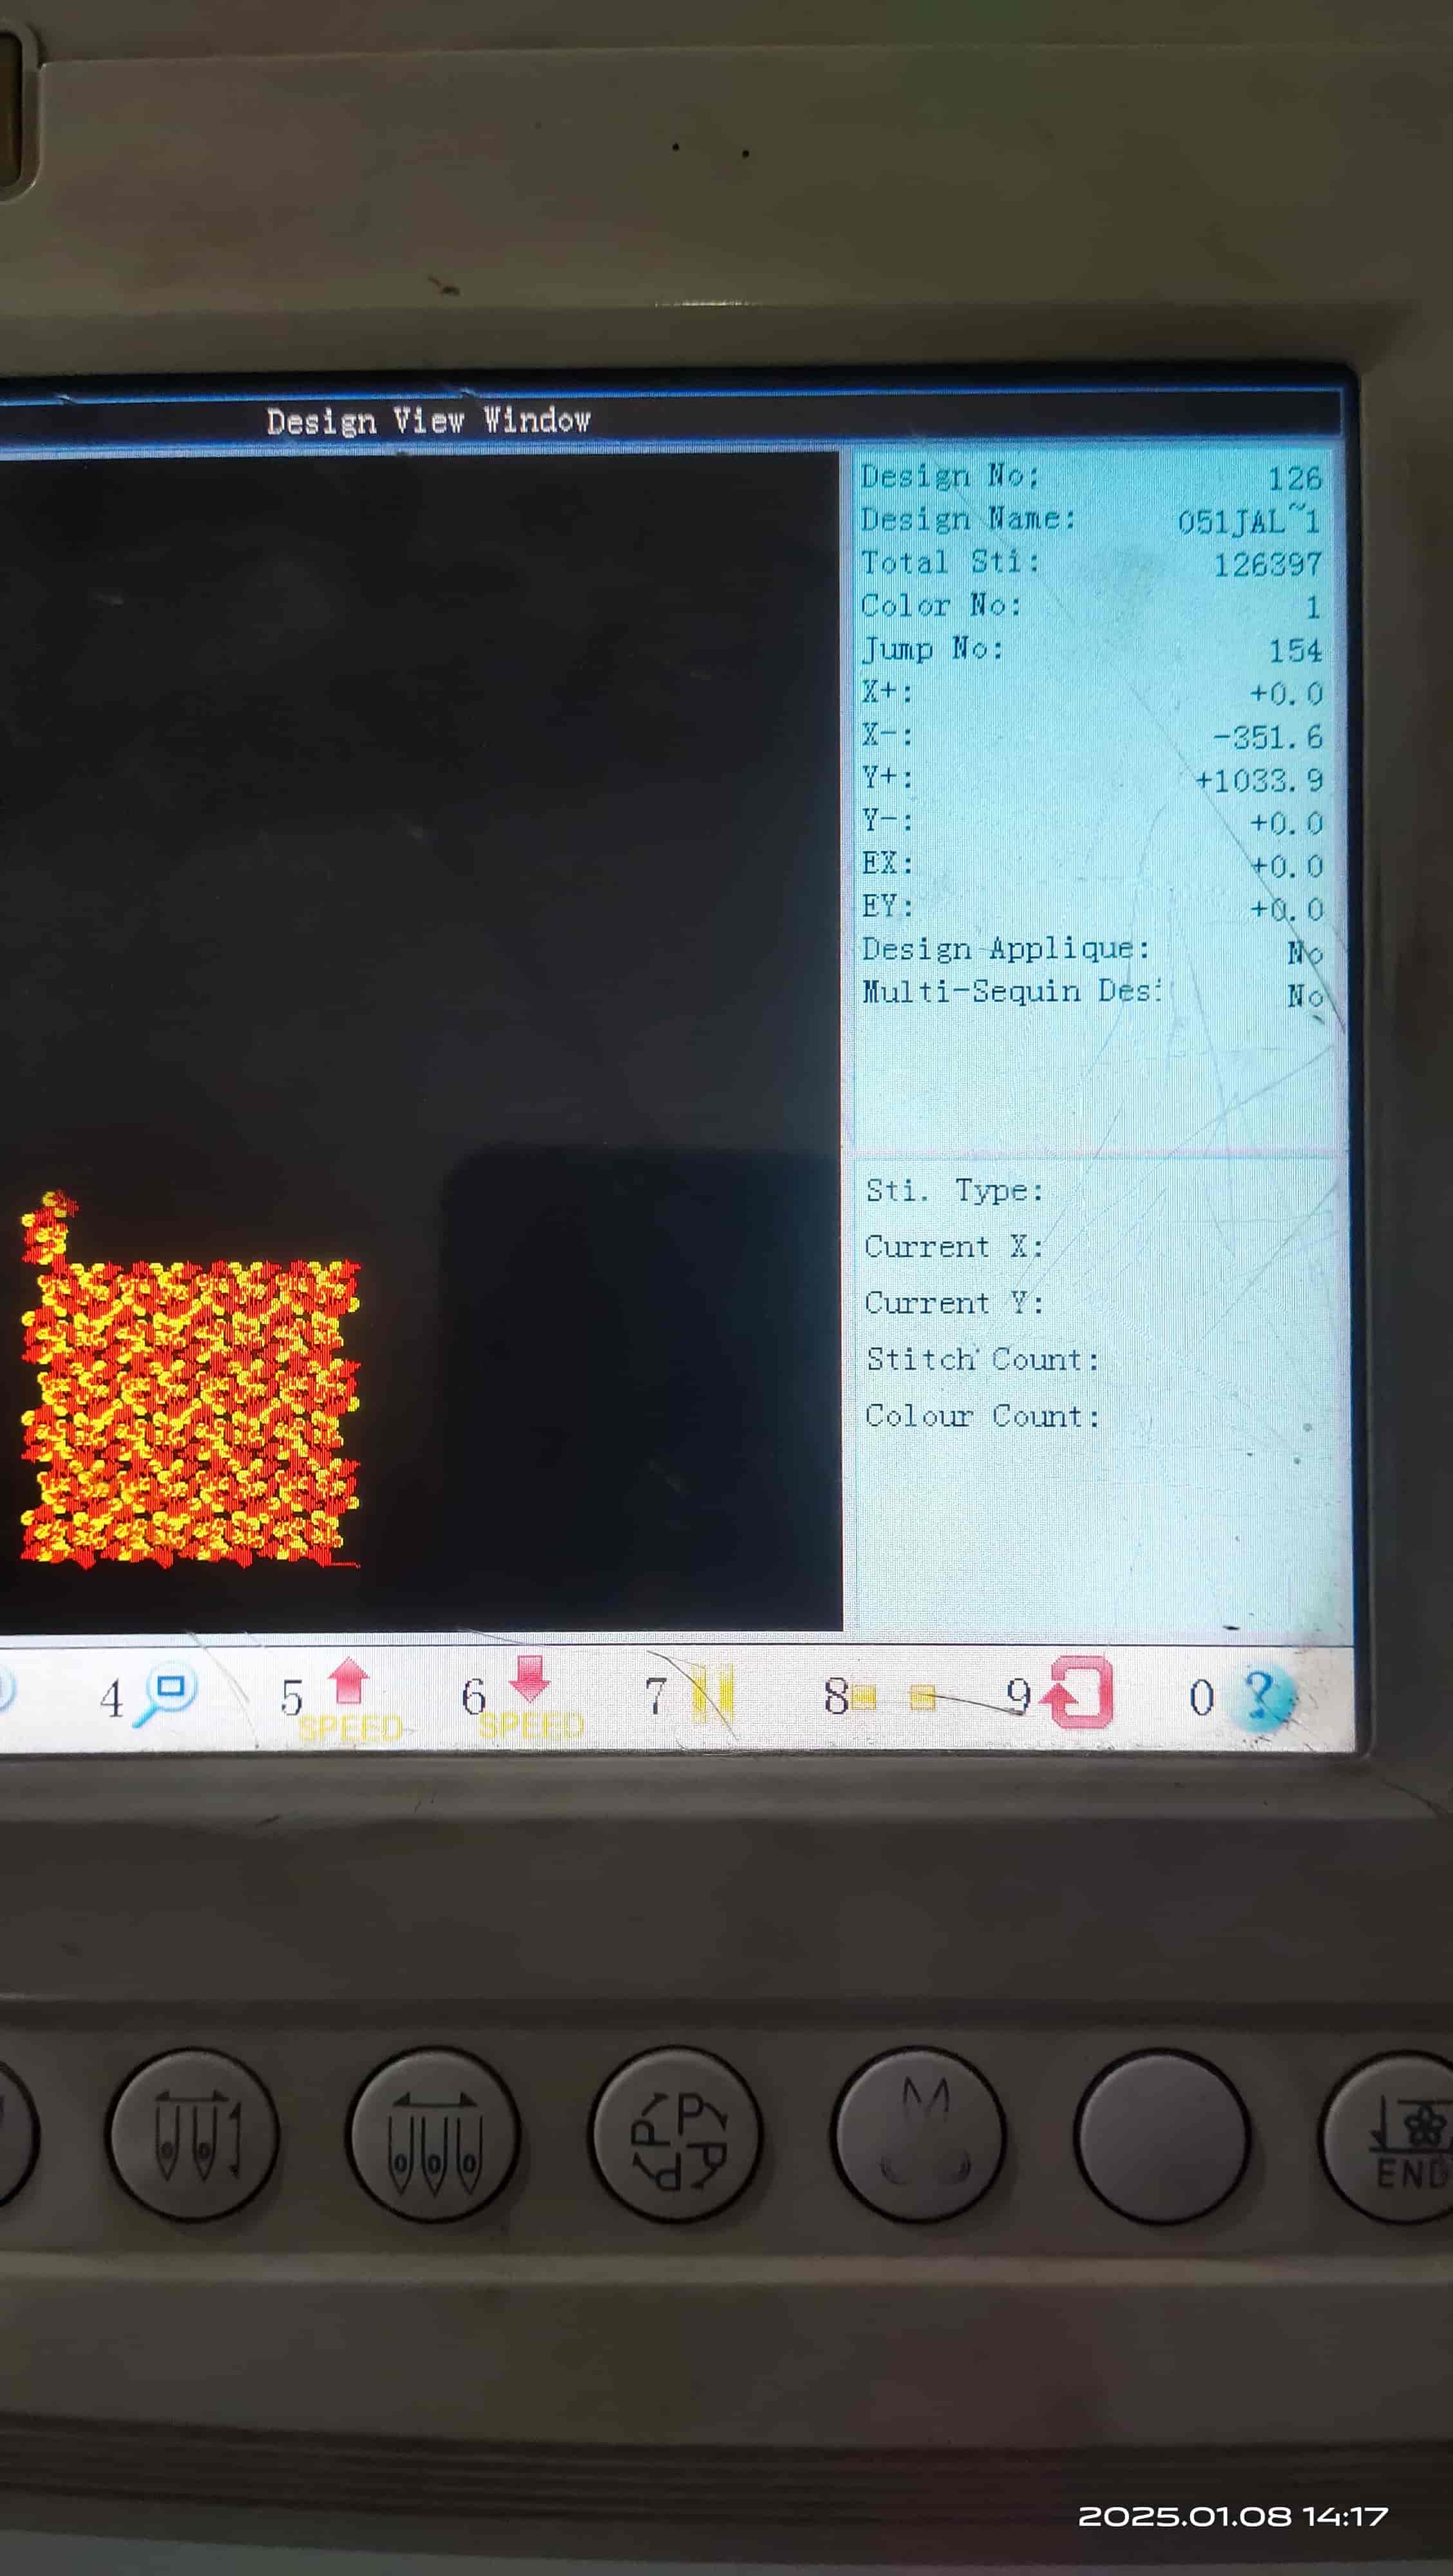 Design View Window
Design No: 126
Design Name: 051JAL~1
Total Sti: 126397
Color No: 1
Jump No: 154
X+: +0.0
X-: -351.6
Y+: +1033.9
Y-: +0.0
EX: +0.0
EY: +0.0
Design Applique: No
Multi-Sequin Des: No
Sti. Type:
Current X:
Current Y:
Stitch Count:
Colour Count:
4 5 6 7 8 9 0 ?
SPEED SPEED
P P P P M
END
2025.01.08 14:17